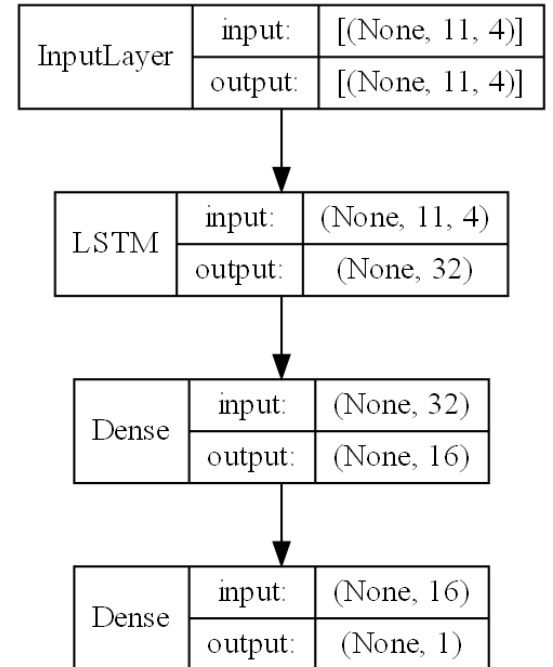 InputLayer
input: [(None, 11, 4)]
output: [(None, 11, 4)]
LSTM
input: (None, 11, 4)
output: (None, 32)
Dense
input: (None, 32)
output: (None, 16)
Dense
input: (None, 16)
output: (None, 1)